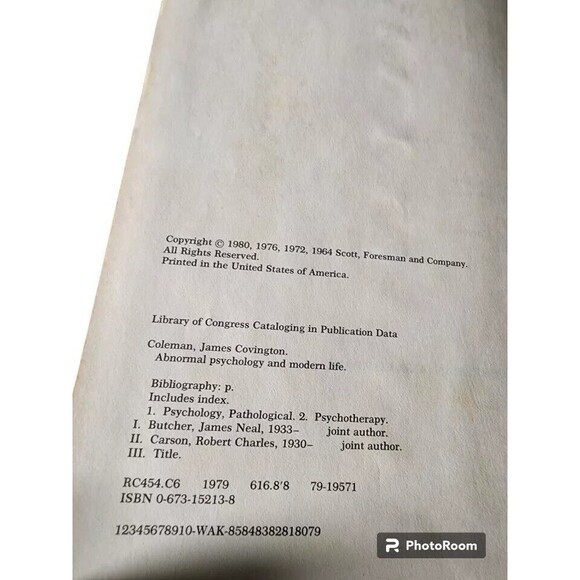 Copyright © 1980, 1976, 1972, 1964 Scott, Foresman and Company.
All Rights Reserved.
Printed in the United States of America.
Library of Congress Cataloging in Publication Data
Coleman, James Covington.
Abnormal psychology and modern life.
Bibliography: p.
Includes index.
1. Psychology, Pathological. 2. Psychotherapy.
I. Butcher, James Neal, 1933– joint author.
II. Carson, Robert Charles, 1930– joint author.
III. Title.
RC454.C6 1979 616.8'8 79-19571
ISBN 0-673-15213-8
12345678910-WAK-85848382818079
PhotoRoom